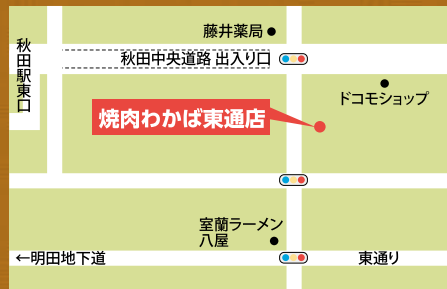 藤井薬局
秋田中央道路 出入り口
秋田駅東口
ドコモショップ
焼肉わかば東通店
室蘭ラーメン
八屋
←明田地下道
東通り